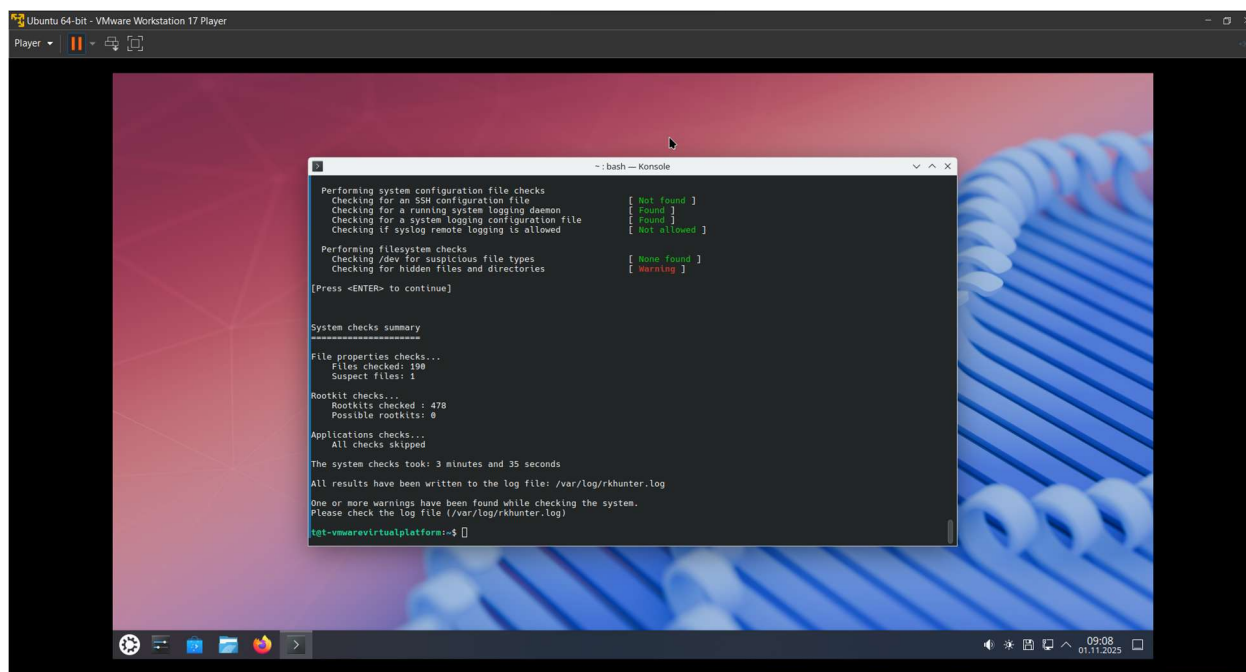 Ubuntu 64-bit - VMware Workstation 17 Player
Player
~ : bash — Konsole
Performing system configuration file checks
Checking for an SSH configuration file [ Not found ]
Checking for a running system logging daemon [ Found ]
Checking for a system logging configuration file [ Found ]
Checking if syslog remote logging is allowed [ Not allowed ]
Performing filesystem checks
Checking /dev for suspicious file types [ None found ]
Checking for hidden files and directories [ Warning ]
[Press <ENTER> to continue]
System checks summary
=====================
File properties checks...
Files checked: 190
Suspect files: 1
Rootkit checks...
Rootkits checked : 478
Possible rootkits: 0
Applications checks...
All checks skipped
The system checks took: 3 minutes and 35 seconds
All results have been written to the log file: /var/log/rkhunter.log
One or more warnings have been found while checking the system.
Please check the log file (/var/log/rkhunter.log)
t@t-vmwarevirtualplatform:~$
09:08
01.11.2025